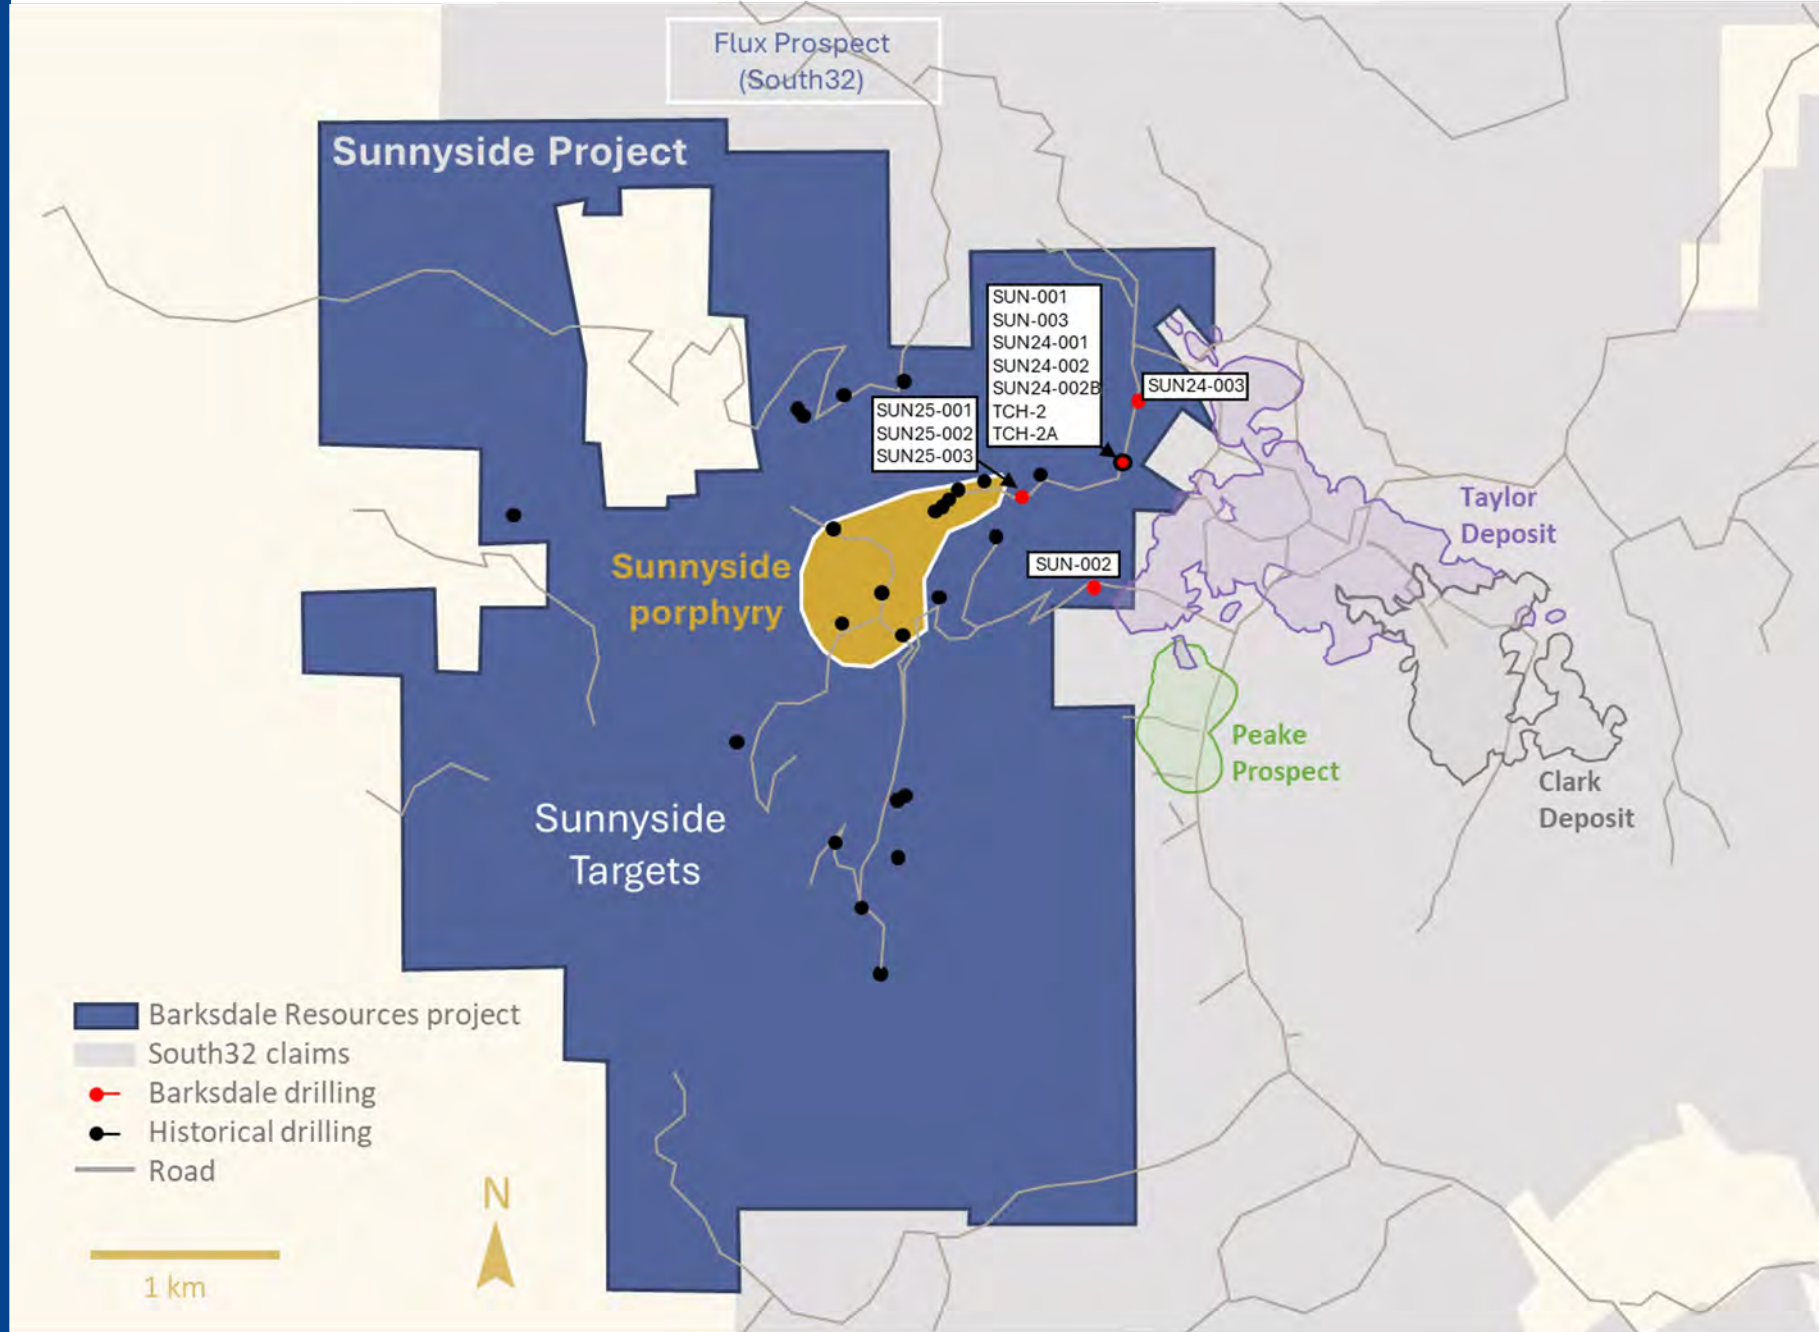 Flux Prospect
(South32)
Sunnyside Project
SUN-001
SUN-003
SUN24-001
SUN24-002
SUN24-002B
TCH-2
TCH-2A
SUN24-003
SUN25-001
SUN25-002
SUN25-003
Taylor
Deposit
SUN-002
Sunnyside
porphyry
Peake
Prospect
Clark
Deposit
Sunnyside
Targets
Barksdale Resources project
South32 claims
Barksdale drilling
Historical drilling
Road
N
1 km